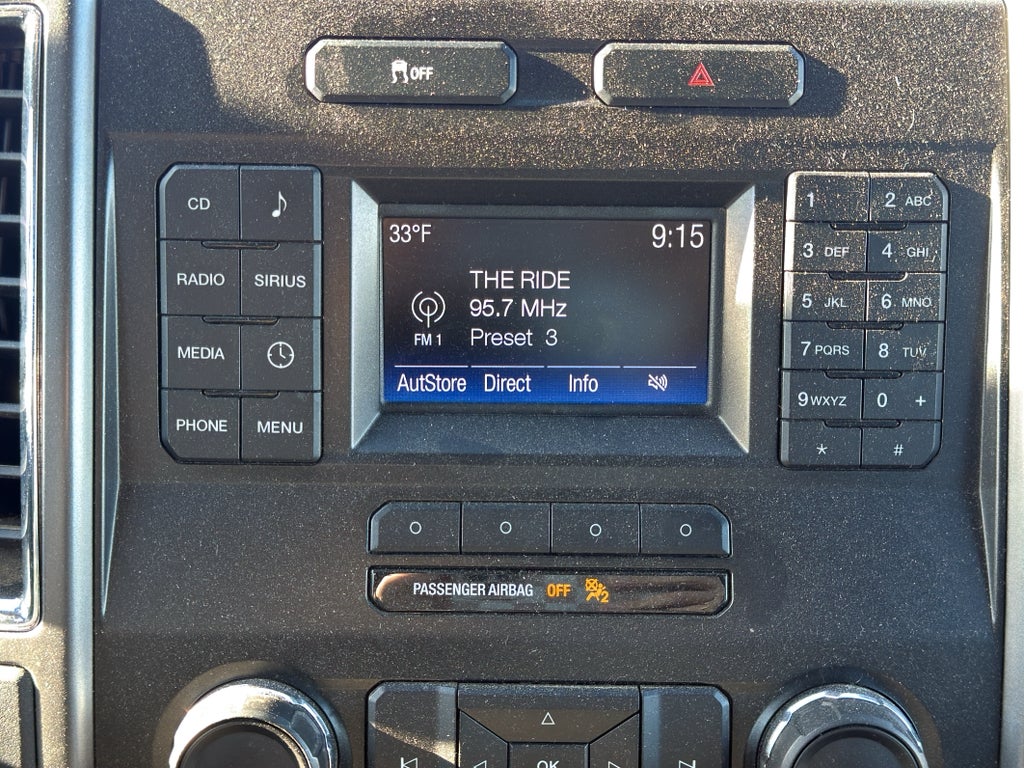 OFF
CD
RADIO SIRIUS
MEDIA
PHONE MENU
33°F 9:15
THE RIDE
95.7 MHz
FM 1 Preset 3
AutStore Direct Info
1 2 ABC
3 DEF 4 GHI
5 JKL 6 MNO
7 PQRS 8 TUV
9 WXYZ 0 +
* #
PASSENGER AIRBAG OFF 2
OK